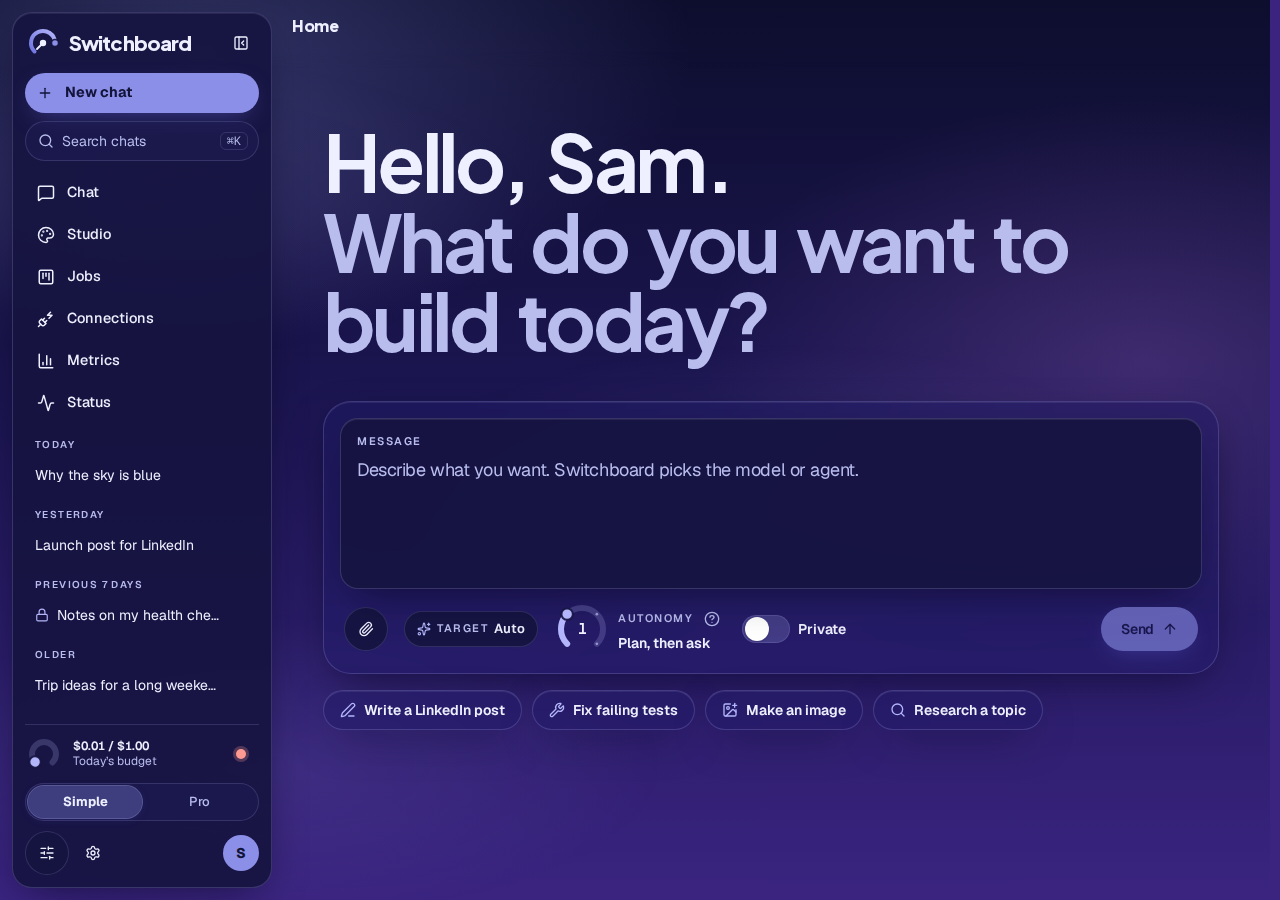 Switchboard
New chat
Search chats ⌘K
Chat
Studio
Jobs
Connections
Metrics
Status
TODAY
Why the sky is blue
YESTERDAY
Launch post for LinkedIn
PREVIOUS 7 DAYS
Notes on my health che...
OLDER
Trip ideas for a long weeke...
$0.01 / $1.00
Today's budget
Simple Pro
S
Home
Hello, Sam.
What do you want to
build today?
MESSAGE
Describe what you want. Switchboard picks the model or agent.
TARGET Auto
1
AUTONOMY
Plan, then ask
Private
Send
Write a LinkedIn post
Fix failing tests
Make an image
Research a topic